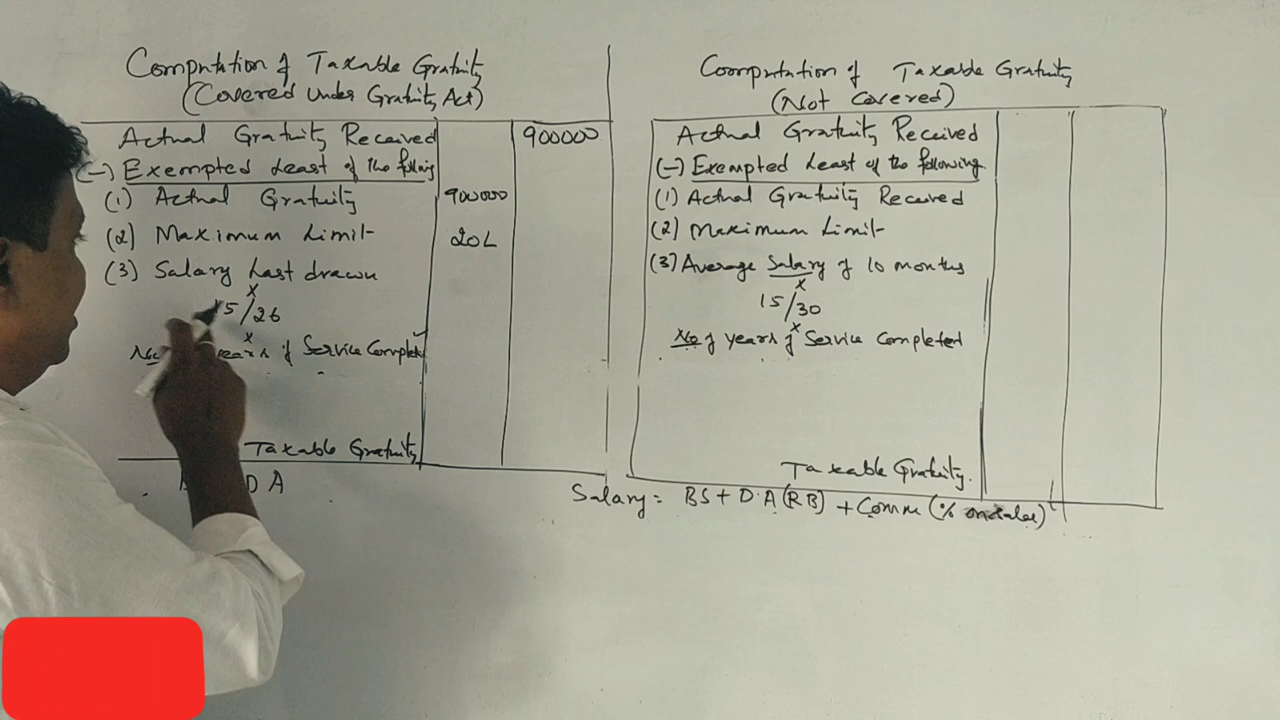 Computation of Taxable Gratuity
(Covered Under Gratuity Act)
Actual Gratuity Received 900000
(-) Exempted Least of the following
(1) Actual Gratuity 900000
(2) Maximum Limit 20L
(3) Salary Last drawn
x
15/26
x
No years of Service Complet
Taxable Gratuity
DA
Computation of Taxable Gratuity
(Not Covered)
Actual Gratuity Received
(-) Exempted Least of the following
(1) Actual Gratuity Received
(2) Maximum Limit
(3) Average Salary of 10 months
x
15/30
x
No of years of Service Completed
Taxable Gratuity.
Salary = BS + D.A (RB) + Comm (% on sales)